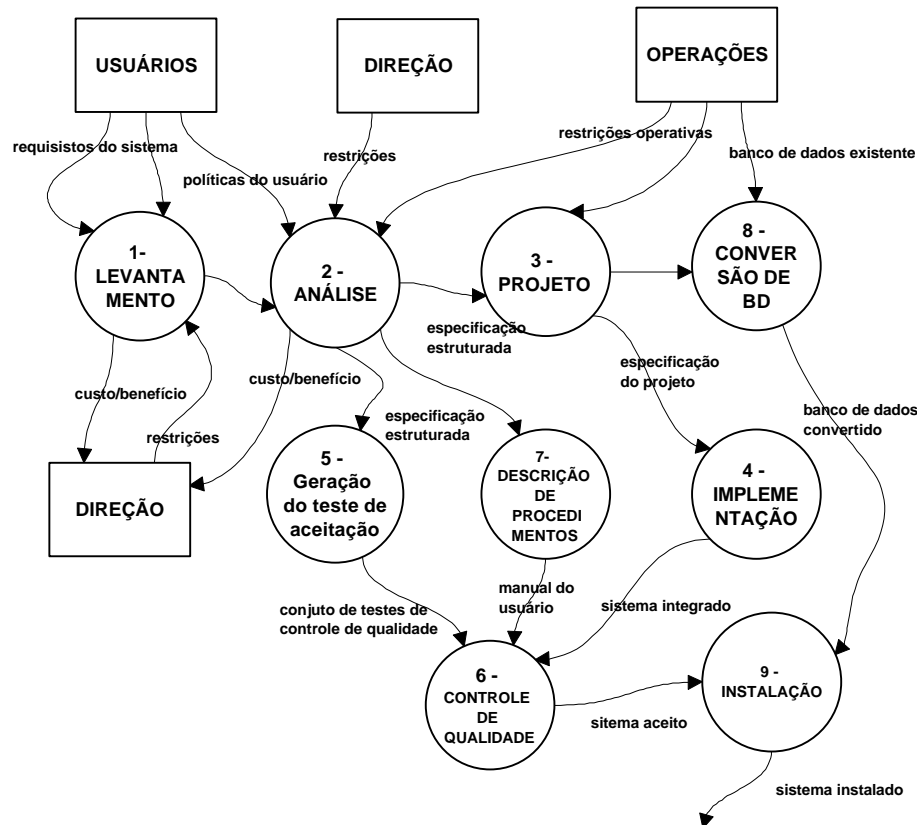 USUÁRIOS
DIREÇÃO
OPERAÇÕES
requisistos do sistema
políticas do usuário
restrições
restrições operativas
banco de dados existente
1-
LEVANTA
MENTO
2 -
ANÁLISE
3 -
PROJETO
8 -
CONVER
SÃO DE
BD
especificação
estruturada
especificação
do projeto
custo/benefício
restrições
custo/benefício
especificação
estruturada
banco de dados
convertido
DIREÇÃO
5 -
Geração
do teste de
aceitação
7-
DESCRIÇÃO
DE
PROCEDI
MENTOS
4 -
IMPLEME
NTAÇÃO
conjuto de testes de
controle de qualidade
manual do
usuário
sistema integrado
6 -
CONTROLE
DE
QUALIDADE
sitema aceito
9 -
INSTALAÇÃO
sistema instalado